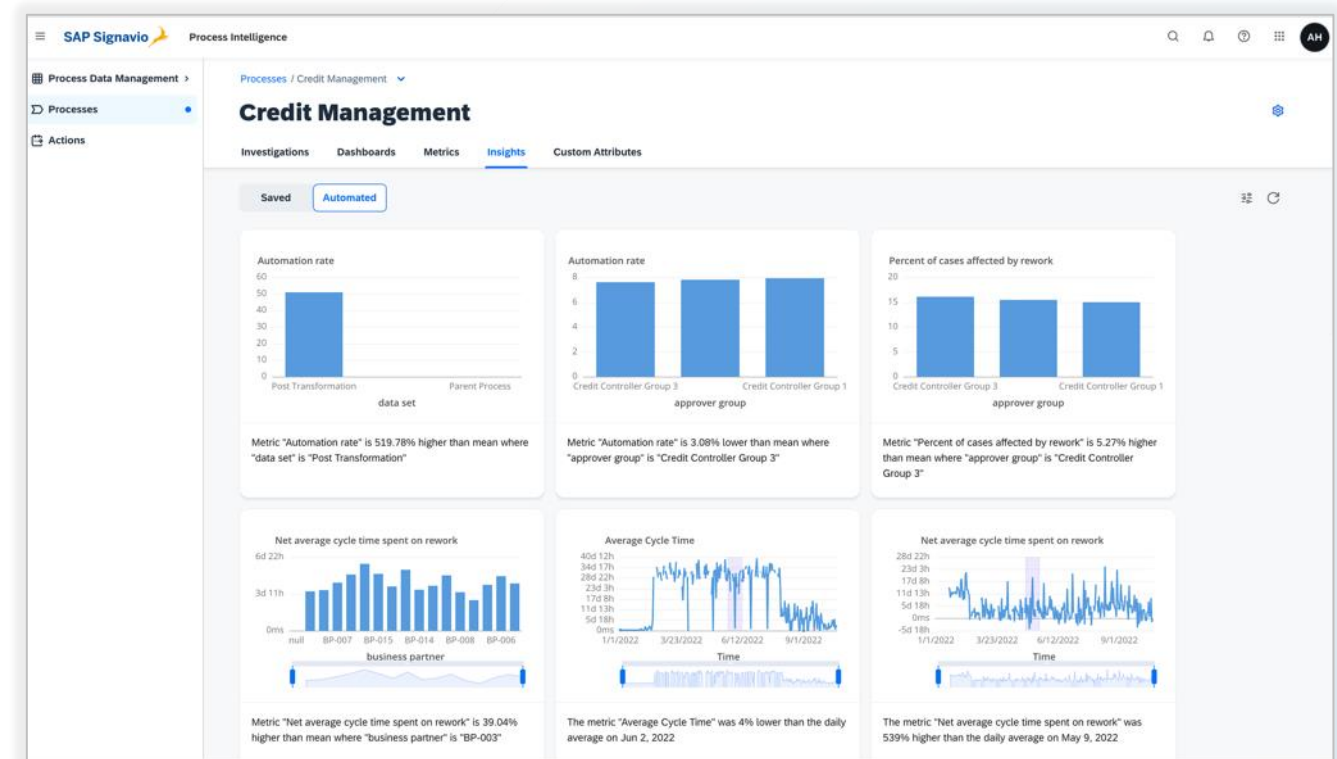 SAP Signavio
Process Intelligence
AH
Process Data Management
Processes
Actions
Processes / Credit Management
Credit Management
Investigations Dashboards Metrics Insights Custom Attributes
Saved Automated
Automation rate
60
50
40
30
20
10
0
Post Transformation Parent Process
data set
Metric "Automation rate" is 519.78% higher than mean where
"data set" is "Post Transformation"
Automation rate
8
6
4
2
0
Credit Controller Group 3 Credit Controller Group 1
approver group
Metric "Automation rate" is 3.08% lower than mean where
"approver group" is "Credit Controller Group 3"
Percent of cases affected by rework
20
15
10
5
0
Credit Controller Group 3 Credit Controller Group 1
approver group
Metric "Percent of cases affected by rework" is 5.27% higher
than mean where "approver group" is "Credit Controller
Group 3"
Net average cycle time spent on rework
6d 22h
3d 11h
0ms
null BP-007 BP-015 BP-014 BP-008 BP-006
business partner
Metric "Net average cycle time spent on rework" is 39.04%
higher than mean where "business partner" is "BP-003"
Average Cycle Time
40d 12h
34d 17h
28d 22h
23d 3h
17d 8h
11d 13h
5d 18h
0ms
1/1/2022 3/23/2022 6/12/2022 9/1/2022
Time
The metric "Average Cycle Time" was 4% lower than the daily
average on Jun 2, 2022
Net average cycle time spent on rework
28d 22h
23d 3h
17d 8h
11d 13h
5d 18h
0ms
-5d 18h
1/1/2022 3/23/2022 6/12/2022 9/1/2022
Time
The metric "Net average cycle time spent on rework" was
539% higher than the daily average on May 9, 2022